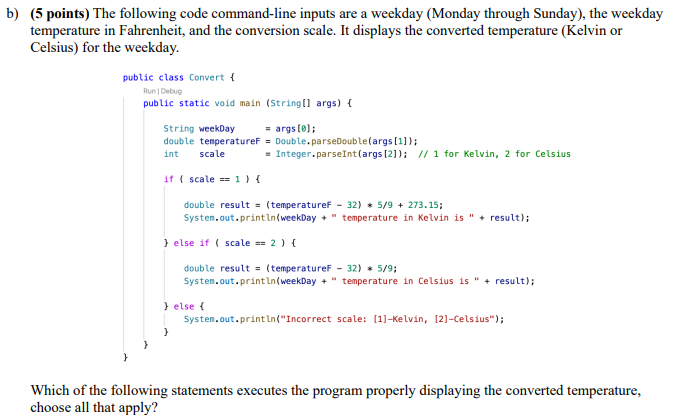 b) (5 points) The following code command-line inputs are a weekday (Monday through Sunday), the weekday
temperature in Fahrenheit, and the conversion scale. It displays the converted temperature (Kelvin or
Celsius) for the weekday.
public class Convert {
Run | Debug
public static void main (String[] args) {
String weekDay = args[0];
double temperatureF = Double.parseDouble(args[1]);
int scale = Integer.parseInt(args[2]); // 1 for Kelvin, 2 for Celsius
if ( scale == 1 ) {
double result = (temperatureF - 32) * 5/9 + 273.15;
System.out.println(weekDay + " temperature in Kelvin is " + result);
} else if ( scale == 2 ) {
double result = (temperatureF - 32) * 5/9;
System.out.println(weekDay + " temperature in Celsius is " + result);
} else {
System.out.println("Incorrect scale: [1]-Kelvin, [2]-Celsius");
}
}
}
Which of the following statements executes the program properly displaying the converted temperature,
choose all that apply?